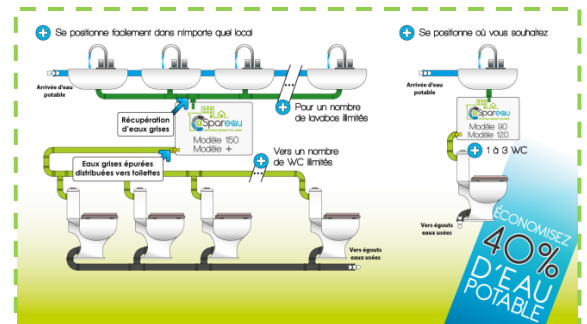 Se positionne facilement dans n'importe quel local
Arrivée d'eau
potable
Récupération
d'eaux grises
Pour un nombre
de lavabos illimités
Spareau
Modèle 150
Modèle +
Eaux grises épurées
distribuées vers toilettes
Vers un nombre
de WC illimités
Vers égouts
eaux usées
Se positionne où vous souhaitez
Arrivée d'eau
potable
Spareau
Modèle 90
Modèle 120
1 à 3 WC
Vers égouts
eaux usées
ÉCONOMISEZ
40%
D'EAU
POTABLE